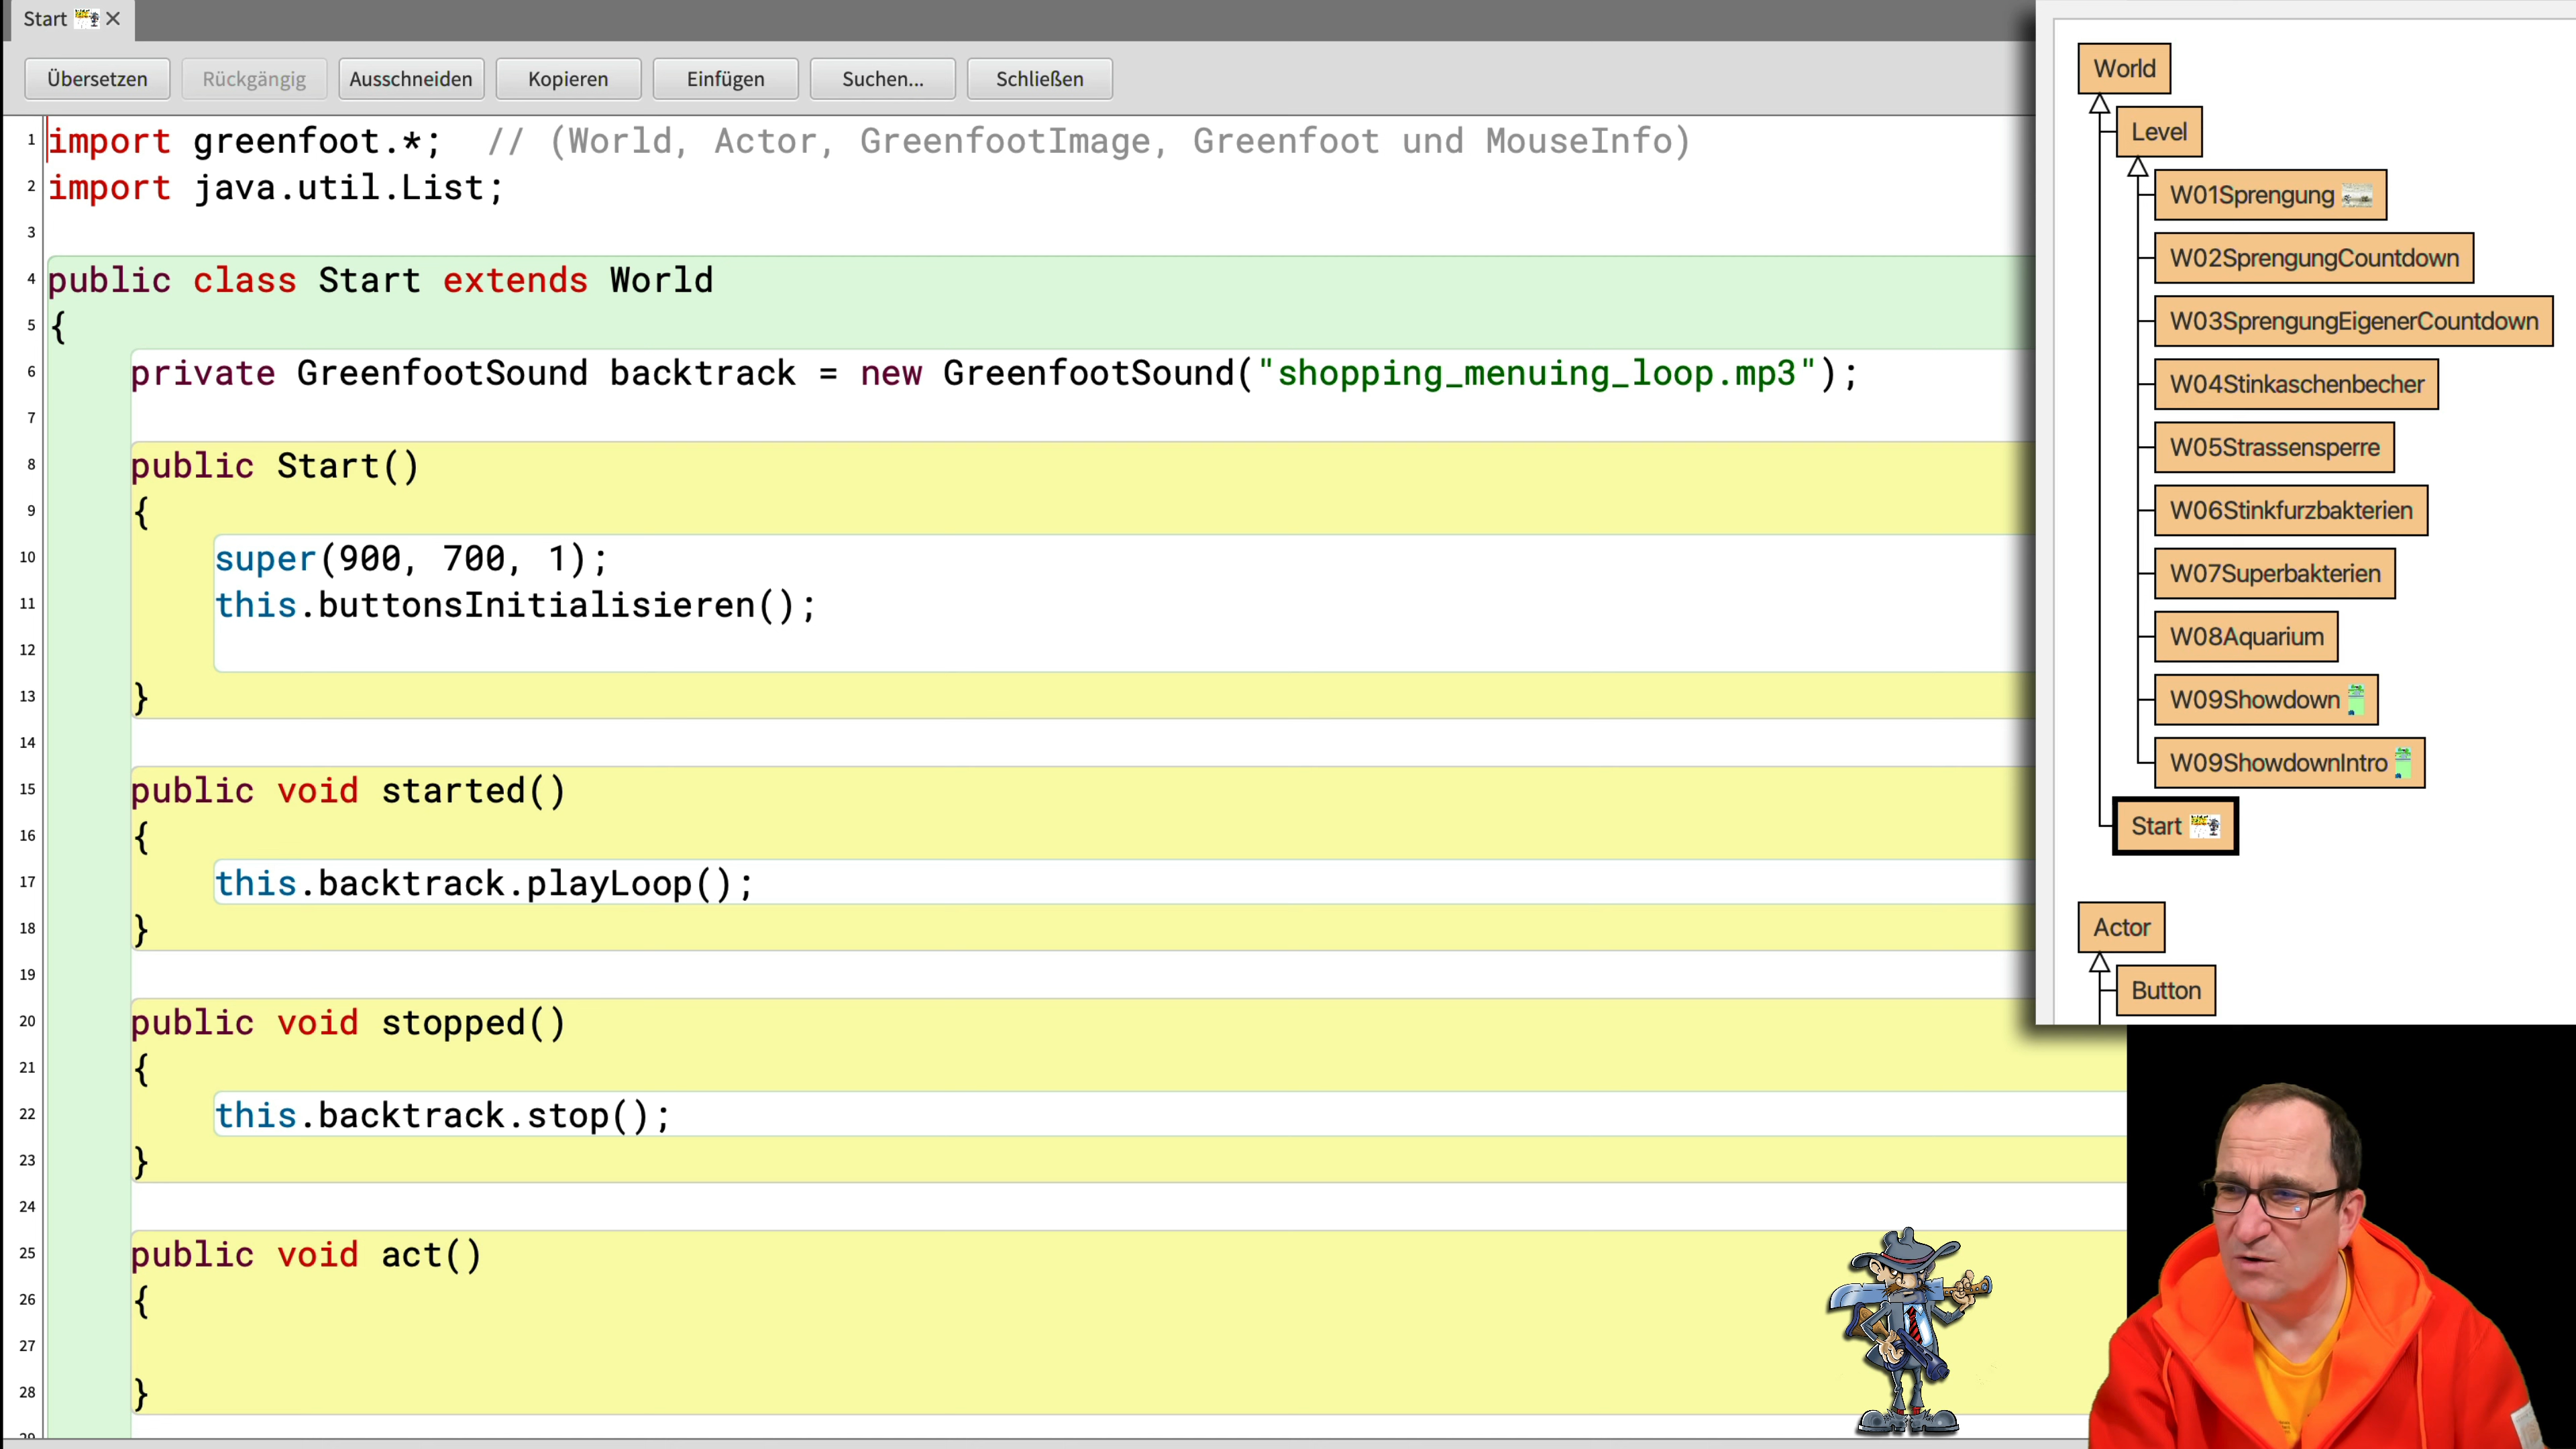 Start
Übersetzen Rückgängig Ausschneiden Kopieren Einfügen Suchen... Schließen
1 import greenfoot.*;  // (World, Actor, GreenfootImage, Greenfoot und MouseInfo)
2 import java.util.List;
3
4 public class Start extends World
5 {
6 private GreenfootSound backtrack = new GreenfootSound("shopping_menuing_loop.mp3");
7
8 public Start()
9 {
10 super(900, 700, 1);
11 this.buttonsInitialisieren();
12
13 }
14
15 public void started()
16 {
17 this.backtrack.playLoop();
18 }
19
20 public void stopped()
21 {
22 this.backtrack.stop();
23 }
24
25 public void act()
26 {
27
28 }
29
World
Level
W01Sprengung
W02SprengungCountdown
W03SprengungEigenerCountdown
W04Stinkaschenbecher
W05Strassensperre
W06Stinkfurzbakterien
W07Superbakterien
W08Aquarium
W09Showdown
W09ShowdownIntro
Start
Actor
Button